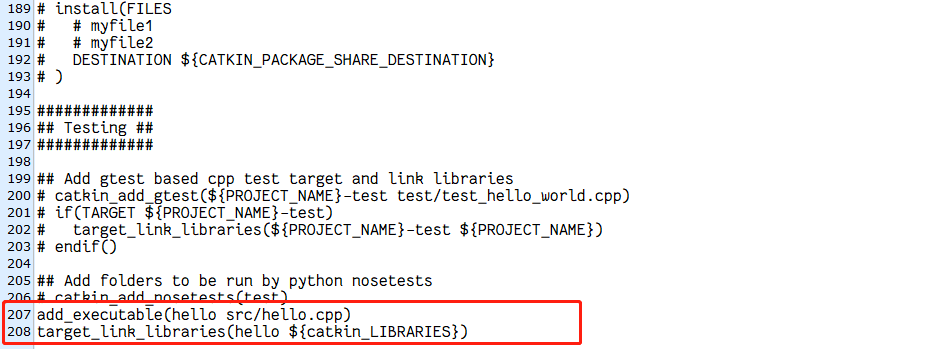 189 # install(FILES
190 #   # myfile1
191 #   # myfile2
192 #   DESTINATION ${CATKIN_PACKAGE_SHARE_DESTINATION}
193 # )
194
195 #############
196 ## Testing ##
197 #############
198
199 ## Add gtest based cpp test target and link libraries
200 # catkin_add_gtest(${PROJECT_NAME}-test test/test_hello_world.cpp)
201 # if(TARGET ${PROJECT_NAME}-test)
202 #   target_link_libraries(${PROJECT_NAME}-test ${PROJECT_NAME})
203 # endif()
204
205 ## Add folders to be run by python nosetests
206 # catkin_add_nosetests(test)
207 add_executable(hello src/hello.cpp)
208 target_link_libraries(hello ${catkin_LIBRARIES})